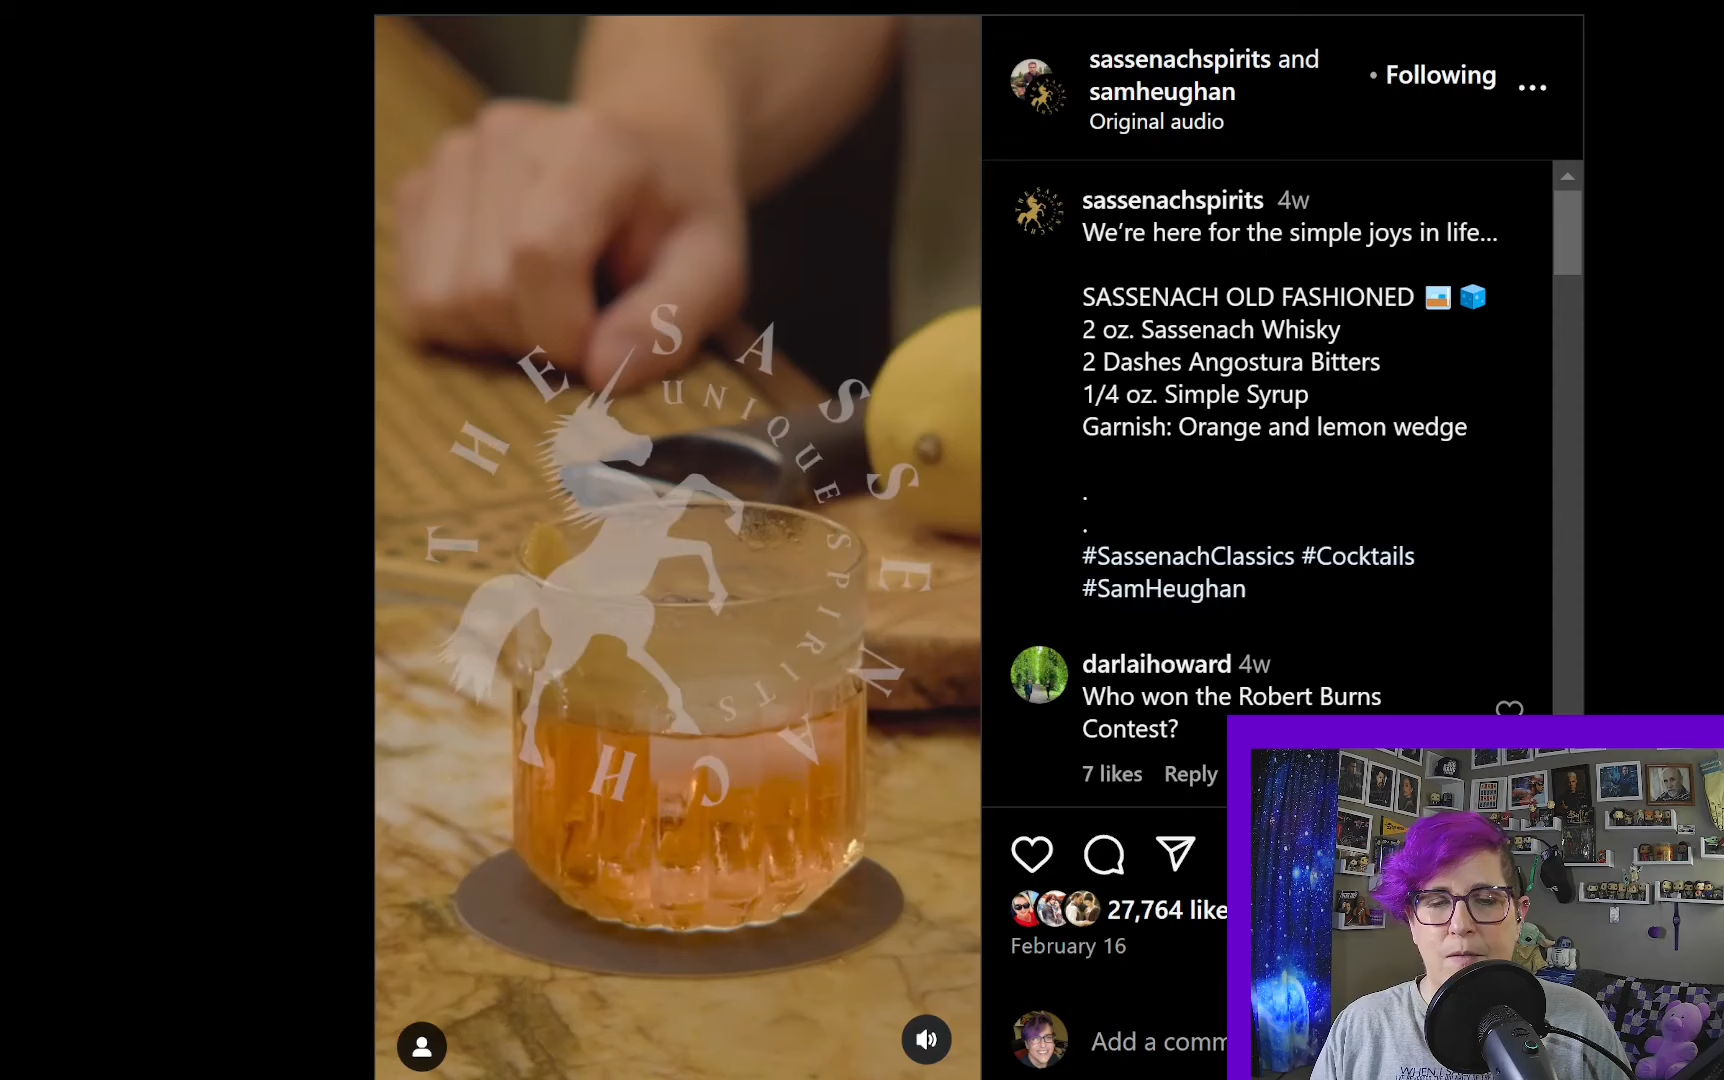 THE SASSENACH
UNIQUE SPIRITS
sassenachspirits and
samheughan
Original audio
• Following
sassenachspirits 4w
We’re here for the simple joys in life...
SASSENACH OLD FASHIONED
2 oz. Sassenach Whisky
2 Dashes Angostura Bitters
1/4 oz. Simple Syrup
Garnish: Orange and lemon wedge
.
.
#SassenachClassics #Cocktails
#SamHeughan
darlaihoward 4w
Who won the Robert Burns
Contest?
7 likes Reply
27,764 like
February 16
Add a comm
WHEN I